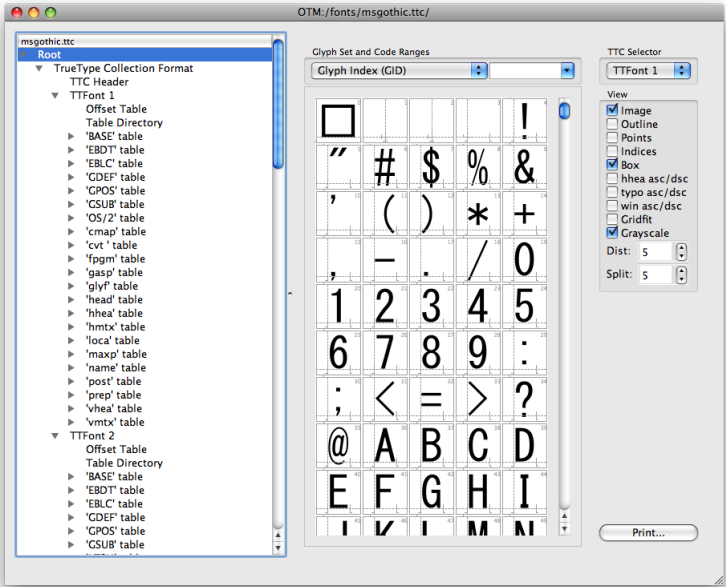 OTM:/fonts/msgothic.ttc/
msgothic.ttc
Root
TrueType Collection Format
TTC Header
TTFont 1
Offset Table
Table Directory
'BASE' table
'EBDT' table
'EBLC' table
'GDEF' table
'GPOS' table
'GSUB' table
'OS/2' table
'cmap' table
'cvt ' table
'fpgm' table
'gasp' table
'glyf' table
'head' table
'hhea' table
'hmtx' table
'loca' table
'maxp' table
'name' table
'post' table
'prep' table
'vhea' table
'vmtx' table
TTFont 2
Offset Table
Table Directory
'BASE' table
'EBDT' table
'EBLC' table
'GDEF' table
'GPOS' table
'GSUB' table
Glyph Set and Code Ranges
Glyph Index (GID)
!
" # $ % &
' ( ) * +
, - . / 0
1 2 3 4 5
6 7 8 9 :
; < = > ?
@ A B C D
E F G H I
J K L M N
TTC Selector
TTFont 1
View
Image
Outline
Points
Indices
Box
hhea asc/dsc
typo asc/dsc
win asc/dsc
Gridfit
Grayscale
Dist: 5
Split: 5
Print...